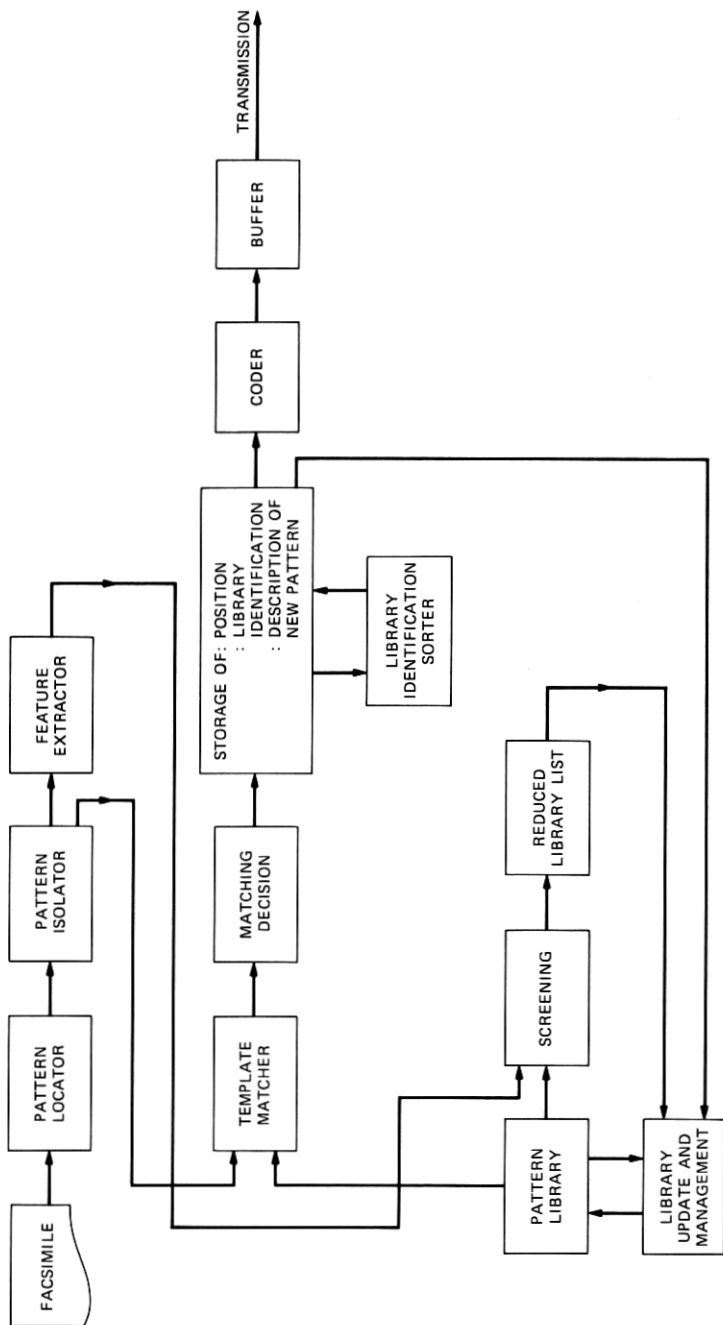 FACSIMILE
PATTERN
LOCATOR
PATTERN
ISOLATOR
FEATURE
EXTRACTOR
TEMPLATE
MATCHER
MATCHING
DECISION
STORAGE OF: POSITION
: LIBRARY
IDENTIFICATION
: DESCRIPTION OF
NEW PATTERN
CODER
BUFFER
TRANSMISSION
LIBRARY
IDENTIFICATION
SORTER
PATTERN
LIBRARY
SCREENING
REDUCED
LIBRARY LIST
LIBRARY
UPDATE AND
MANAGEMENT